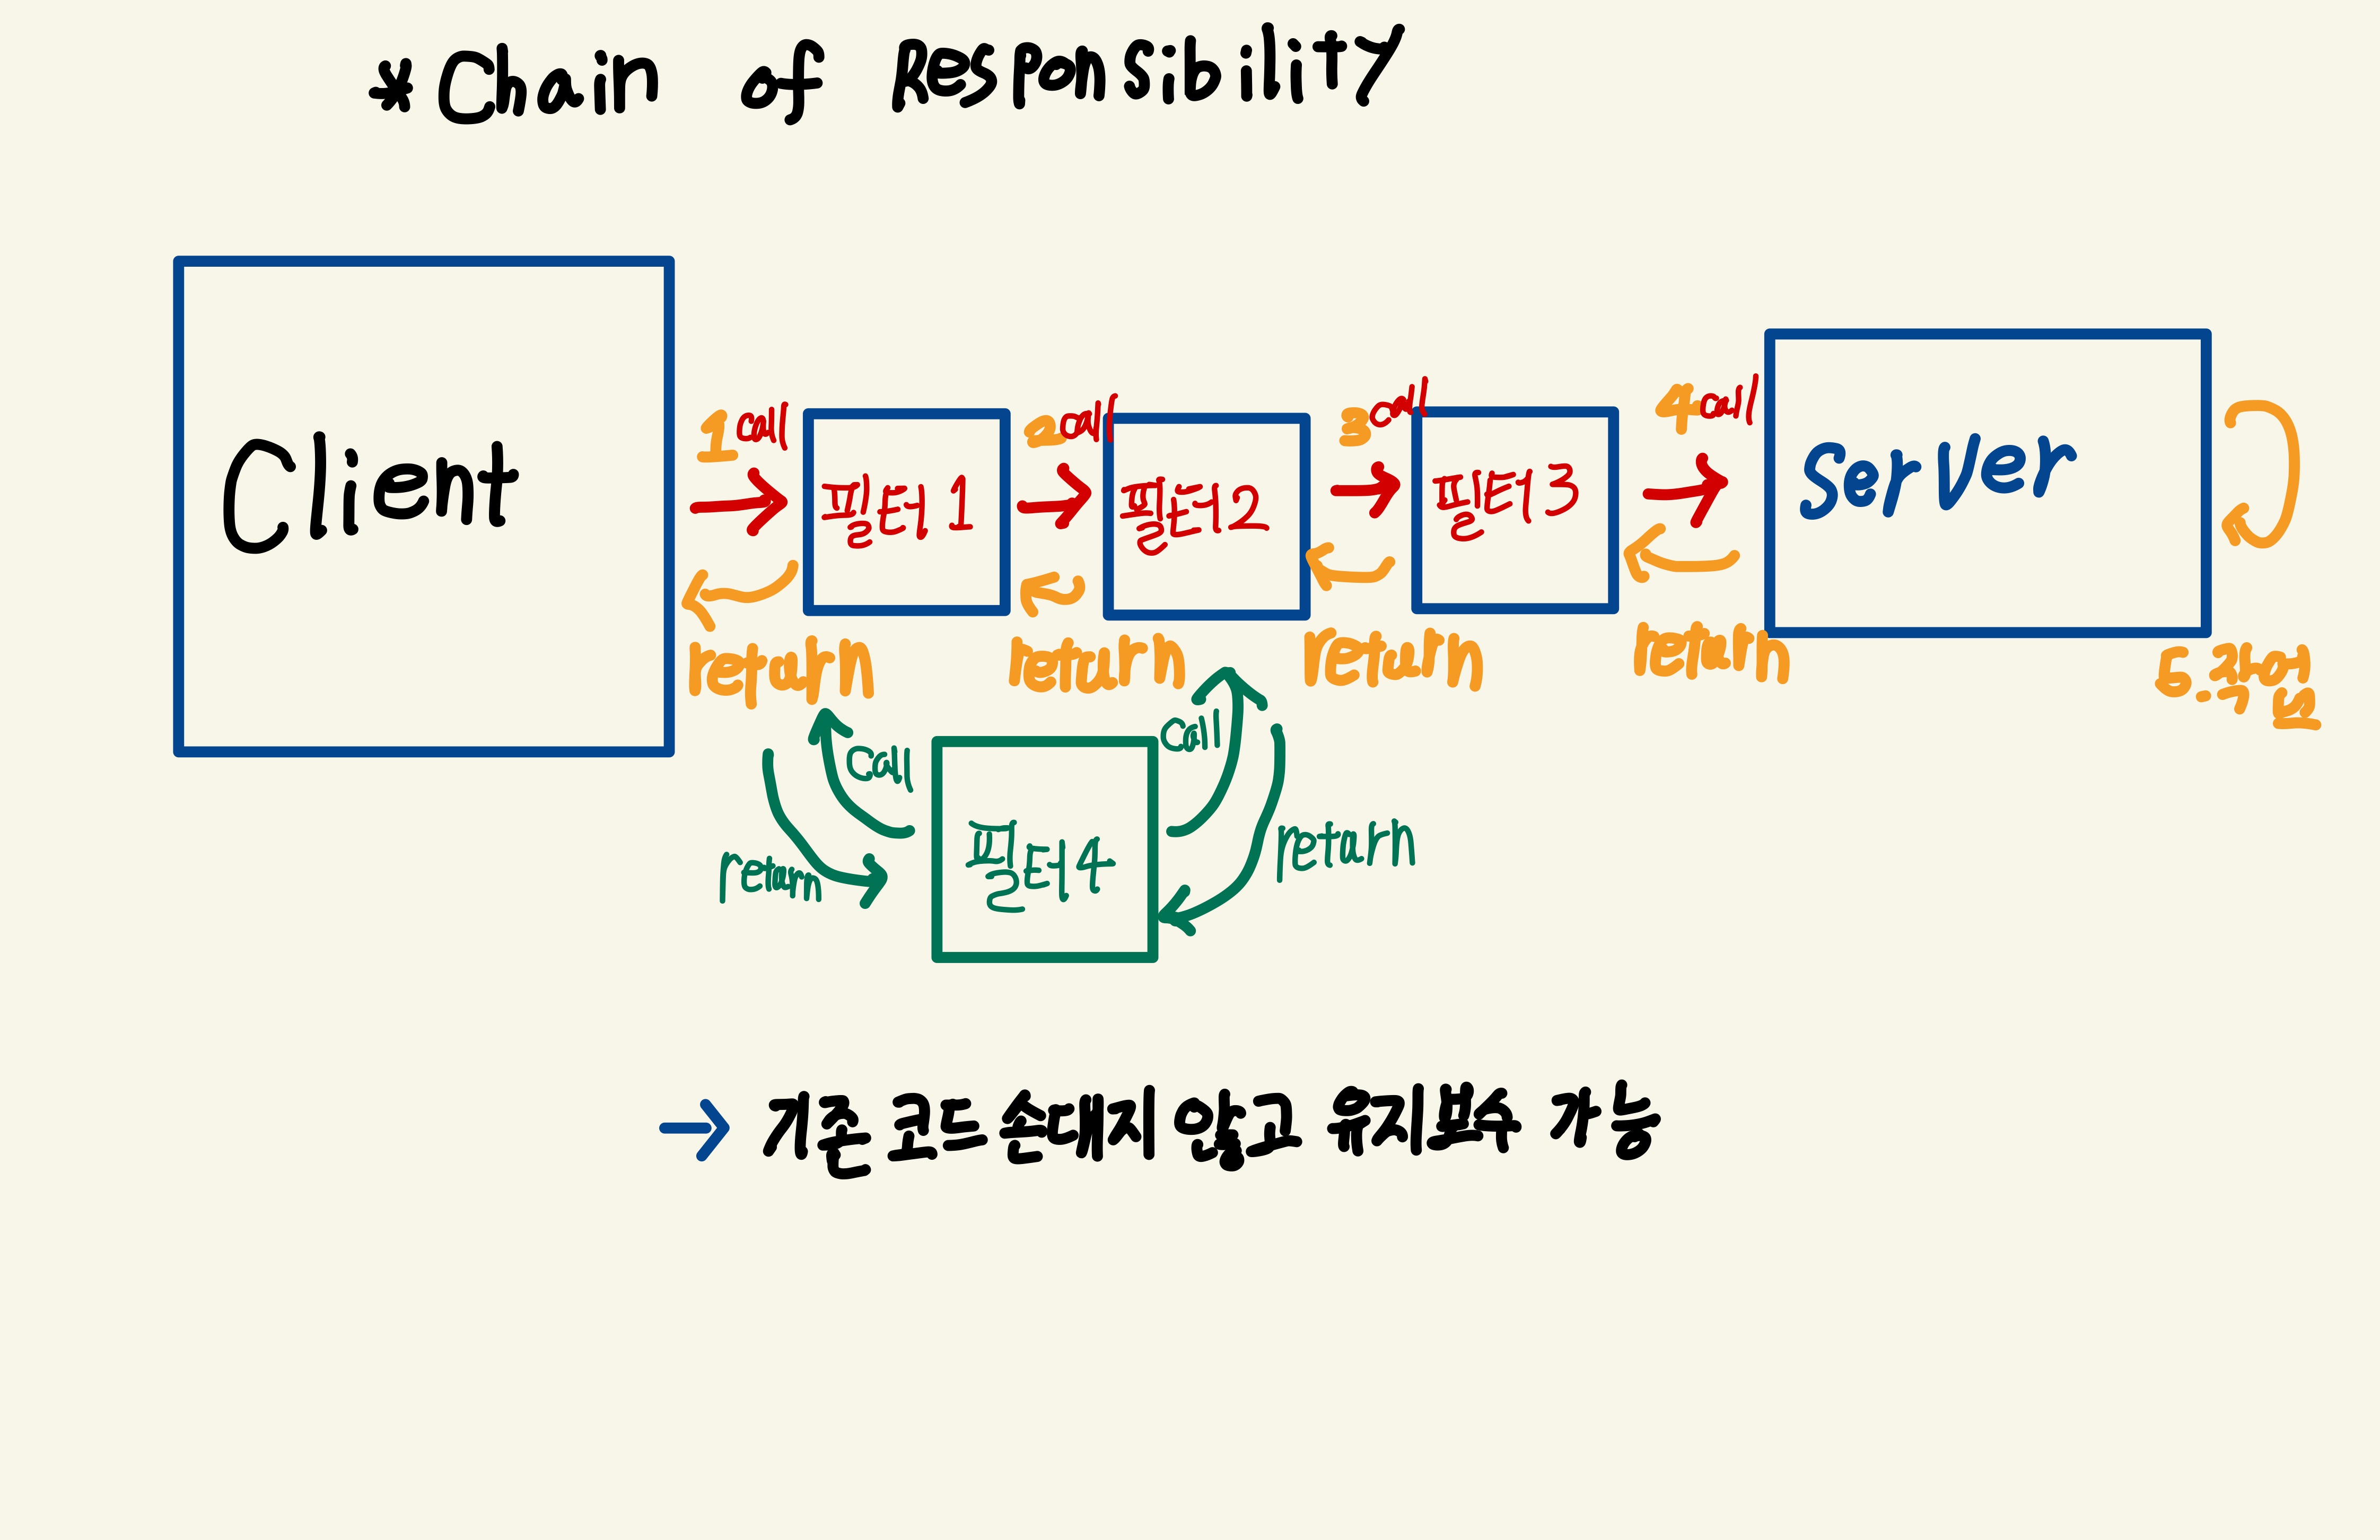 *Chain of Responsibility
1 call
2 call
3 call
4 call
Client
필터 1
필터 2
필터 3
Server
return
return
return
return
5. 작업
call
call
return
필터 4
return
→ 기존 코드 손대지 않고 유지보수 가능